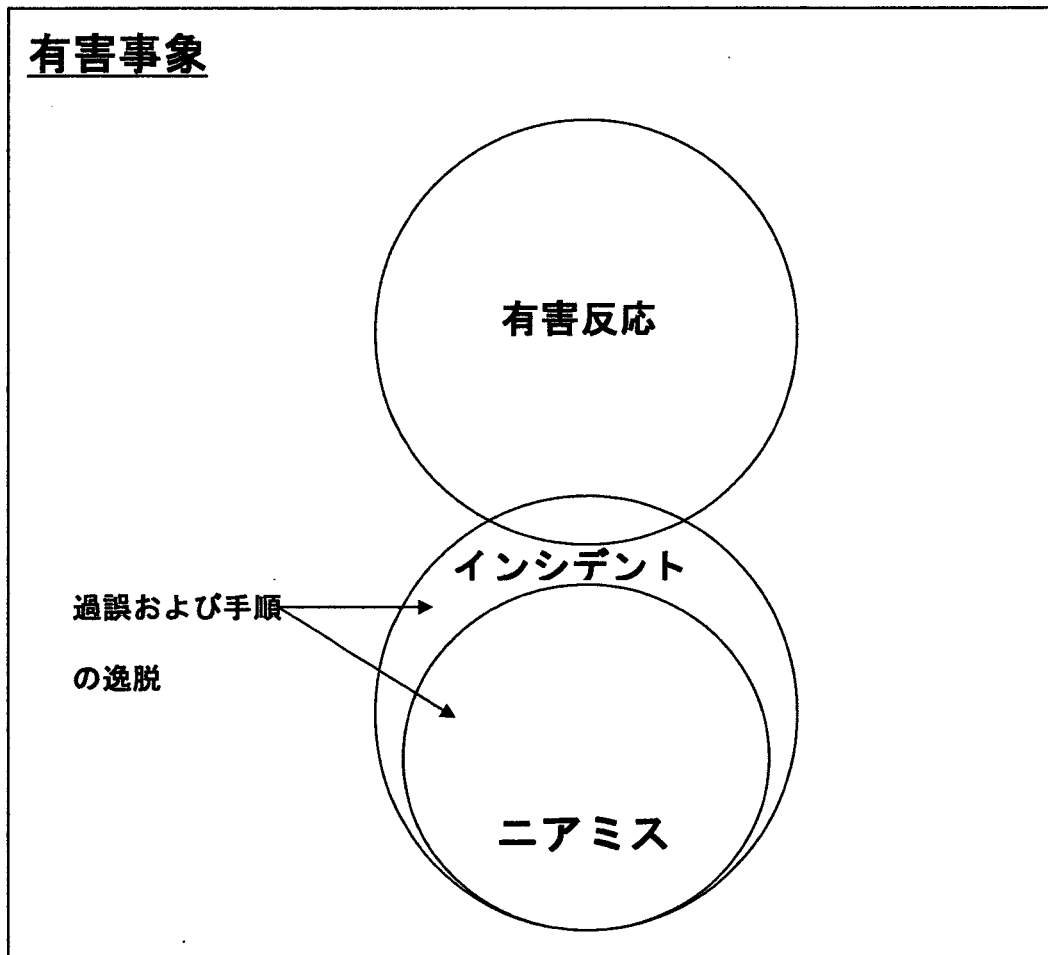 有害事象
有害反応
インシデント
過誤および手順
の逸脱
ニアミス